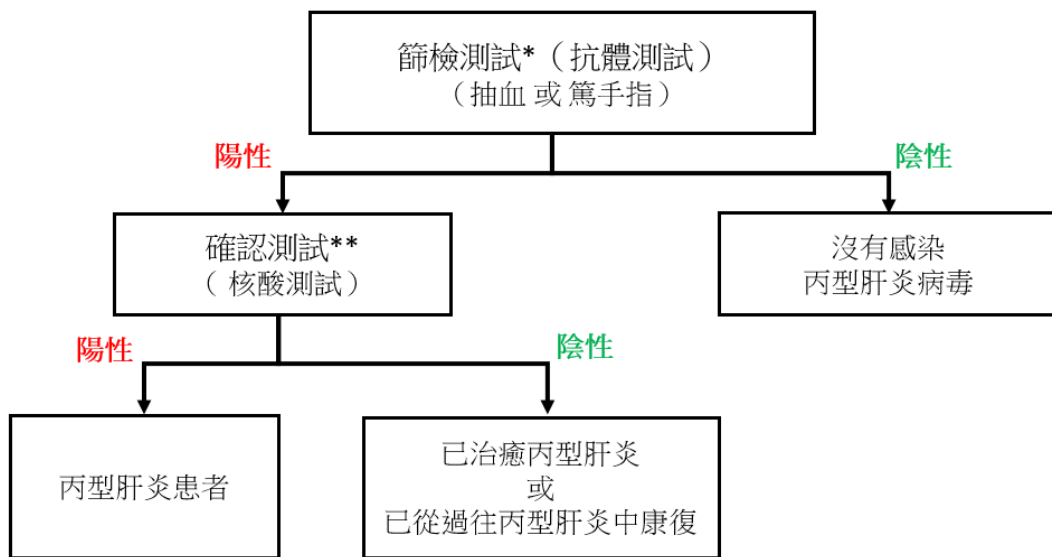 篩檢測試*（抗體測試）
（抽血 或 篤手指）
陽性
陰性
確認測試**
（ 核酸測試）
沒有感染
丙型肝炎病毒
陽性
陰性
丙型肝炎患者
已治癒丙型肝炎
或
已從過往丙型肝炎中康復